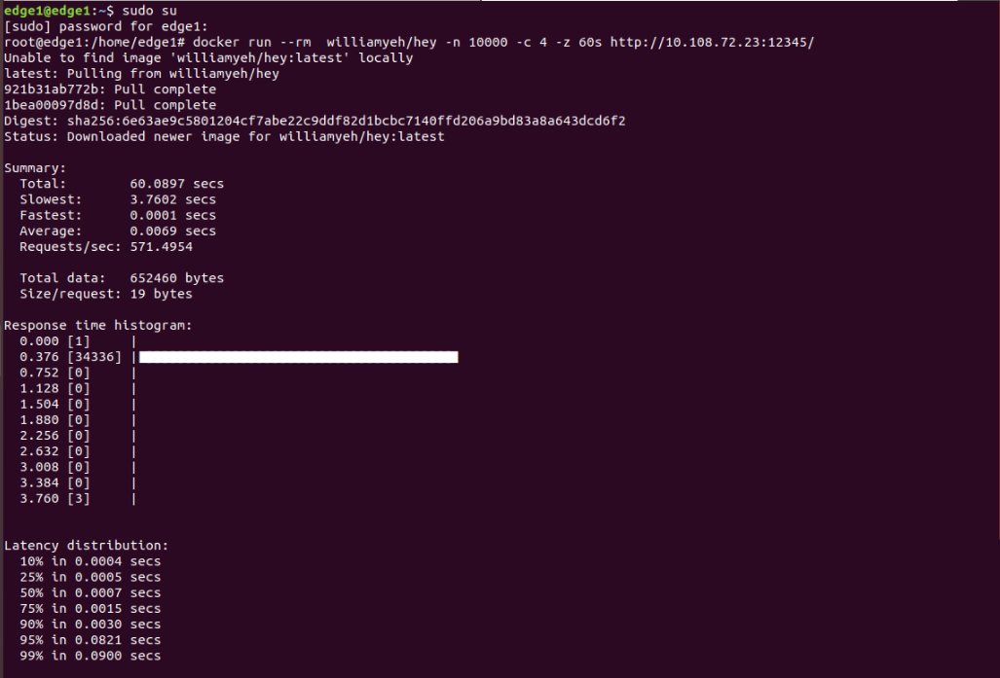 edge1@edge1:~$ sudo su
[sudo] password for edge1:
root@edge1:/home/edge1# docker run --rm  williamyeh/hey -n 10000 -c 4 -z 60s http://10.108.72.23:12345/
Unable to find image 'williamyeh/hey:latest' locally
latest: Pulling from williamyeh/hey
921b31ab772b: Pull complete
1bea00097d8d: Pull complete
Digest: sha256:6e63ae9c5801204cf7abe22c9ddf82d1bcbc7140ffd206a9bd83a8a643dcd6f2
Status: Downloaded newer image for williamyeh/hey:latest

Summary:
  Total:        60.0897 secs
  Slowest:      3.7602 secs
  Fastest:      0.0001 secs
  Average:      0.0069 secs
  Requests/sec: 571.4954

  Total data:   652460 bytes
  Size/request: 19 bytes

Response time histogram:
  0.000 [1]     |
  0.376 [34336] |■■■■■■■■■■■■■■■■■■■■■■■■■■■■■■■■■■■■■■■■
  0.752 [0]     |
  1.128 [0]     |
  1.504 [0]     |
  1.880 [0]     |
  2.256 [0]     |
  2.632 [0]     |
  3.008 [0]     |
  3.384 [0]     |
  3.760 [3]     |


Latency distribution:
  10% in 0.0004 secs
  25% in 0.0005 secs
  50% in 0.0007 secs
  75% in 0.0015 secs
  90% in 0.0030 secs
  95% in 0.0821 secs
  99% in 0.0900 secs